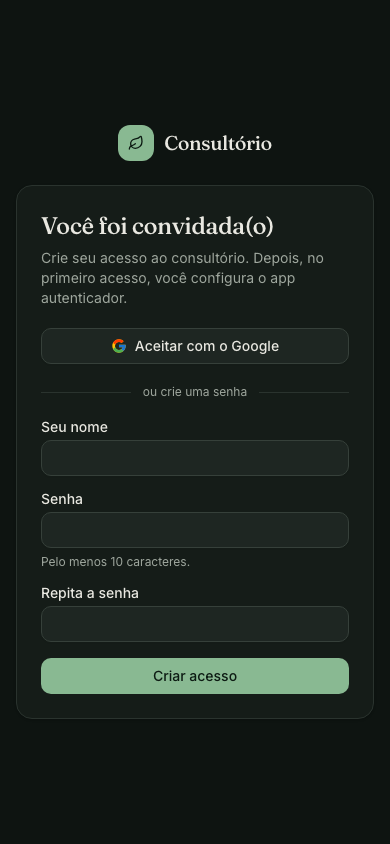 Consultório
Você foi convidada(o)
Crie seu acesso ao consultório. Depois, no
primeiro acesso, você configura o app
autenticador.
Aceitar com o Google
ou crie uma senha
Seu nome
Senha
Pelo menos 10 caracteres.
Repita a senha
Criar acesso